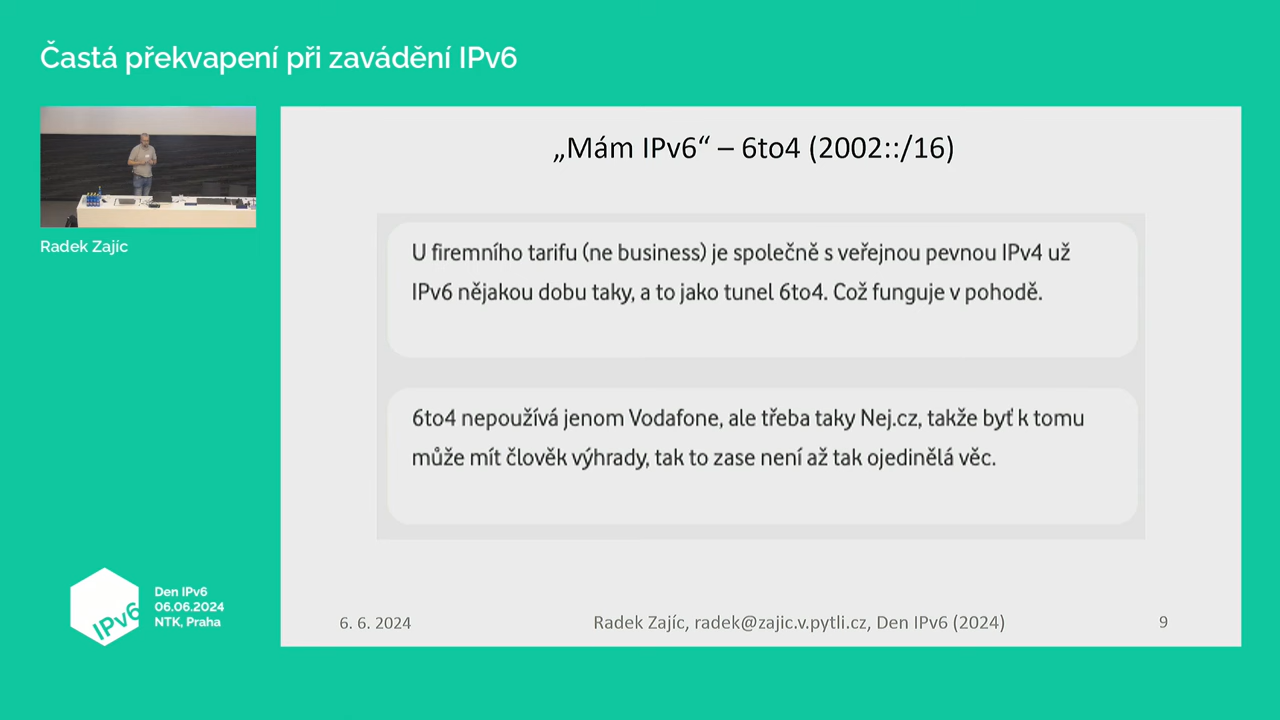 Častá překvapení při zavádění IPv6
Radek Zajíc
„Mám IPv6“ – 6to4 (2002::/16)
U firemního tarifu (ne business) je společně s veřejnou pevnou IPv4 už
IPv6 nějakou dobu taky, a to jako tunel 6to4. Což funguje v pohodě.
6to4 nepoužívá jenom Vodafone, ale třeba taky Nej.cz, takže byť k tomu
může mít člověk výhrady, tak to zase není až tak ojedinělá věc.
6. 6. 2024
Radek Zajíc, radek@zajic.v.pytli.cz, Den IPv6 (2024)
9
IPv6
Den IPv6
06.06.2024
NTK, Praha